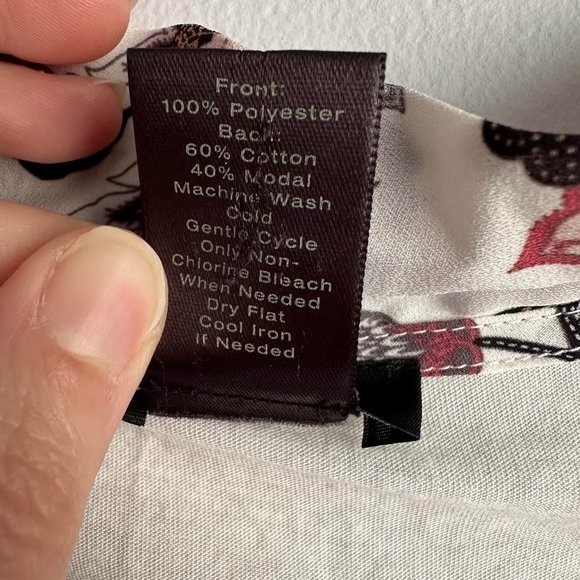 Front:
100% Polyester
Back:
60% Cotton
40% Modal
Machine Wash
Cold
Gentle Cycle
Only Non-
Chlorine Bleach
When Needed
Dry Flat
Cool Iron
If Needed